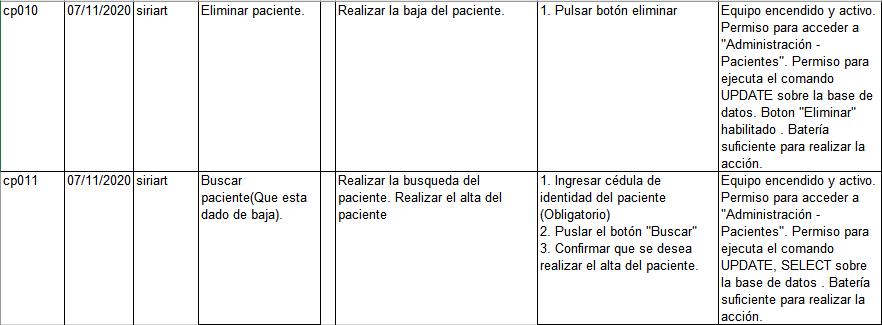 cp010
07/11/2020
siriart
Eliminar paciente.
Realizar la baja del paciente.
1. Pulsar botón eliminar
Equipo encendido y activo.
Permiso para acceder a
"Administración -
Pacientes". Permiso para
ejecuta el comando
UPDATE sobre la base de
datos. Boton "Eliminar"
habilitado . Batería
suficiente para realizar la
acción.
cp011
07/11/2020
siriart
Buscar
paciente(Que esta
dado de baja).
Realizar la busqueda del
paciente. Realizar el alta del
paciente
1. Ingresar cédula de
identidad del paciente
(Obligatorio)
2. Puslar el botón "Buscar"
3. Confirmar que se desea
realizar el alta del paciente.
Equipo encendido y activo.
Permiso para acceder a
"Administración -
Pacientes". Permiso para
ejecuta el comando
UPDATE, SELECT sobre
la base de datos . Batería
suficiente para realizar la
acción.